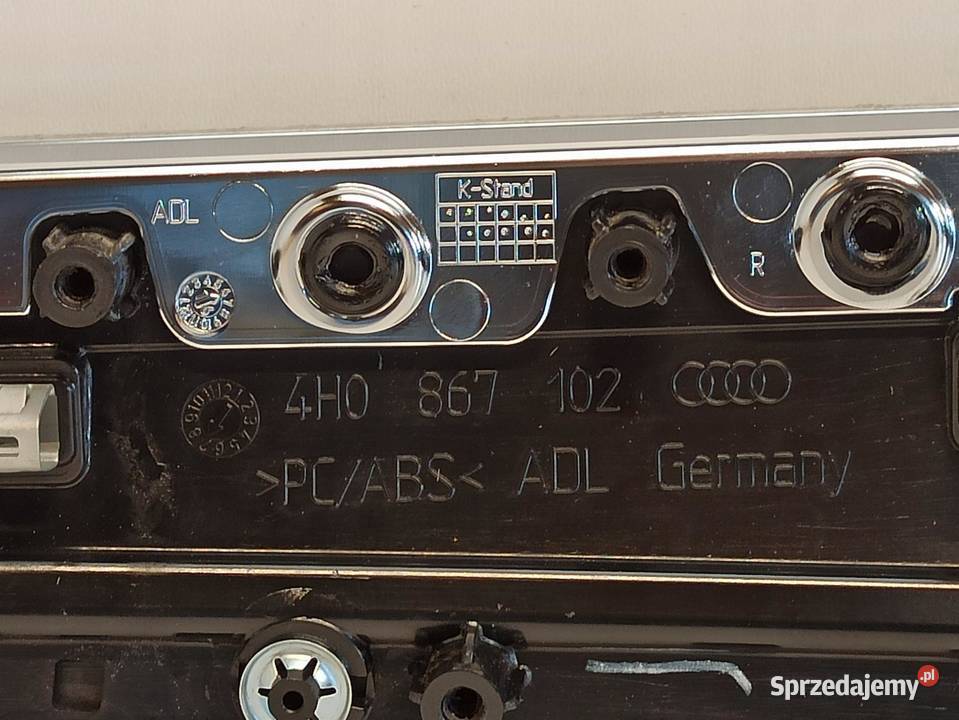 K-Stand
ADL
R
4H0 867 102
>PC/ABS< ADL Germany
Sprzedajemy.pl